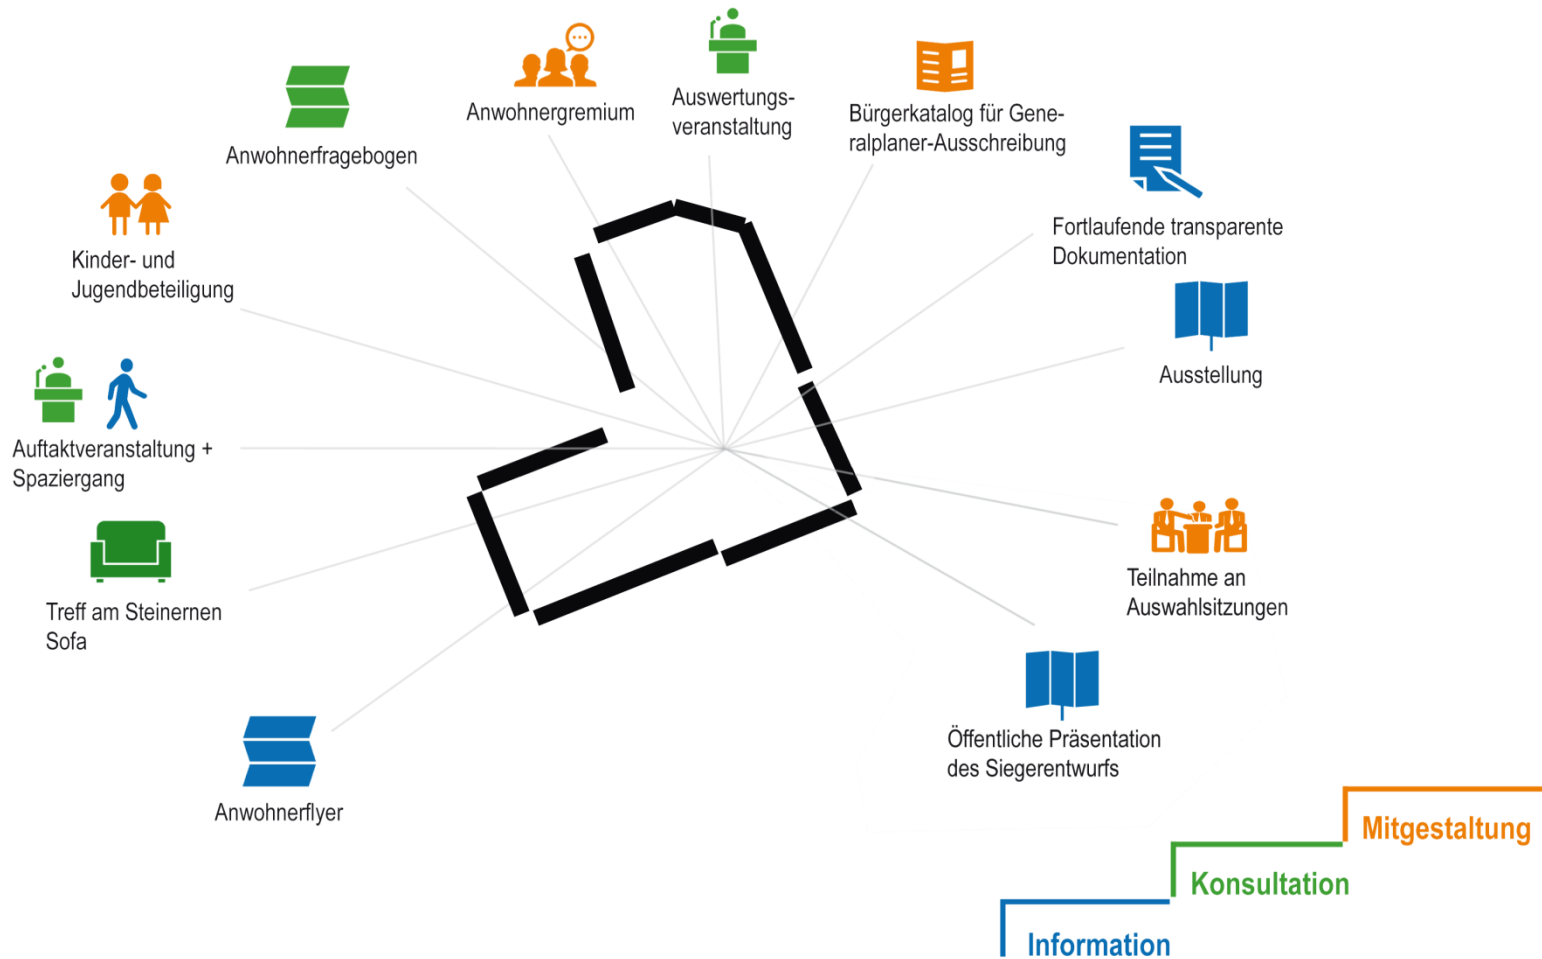 Anwohnergremium
Auswertungs-
veranstaltung
Bürgerkatalog für Gene-
ralplaner-Ausschreibung
Anwohnerfragebogen
Kinder- und
Jugendbeteiligung
Fortlaufende transparente
Dokumentation
Ausstellung
Auftaktveranstaltung +
Spaziergang
Treff am Steinernen
Sofa
Teilnahme an
Auswahlsitzungen
Öffentliche Präsentation
des Siegerentwurfs
Anwohnerflyer
Mitgestaltung
Konsultation
Information